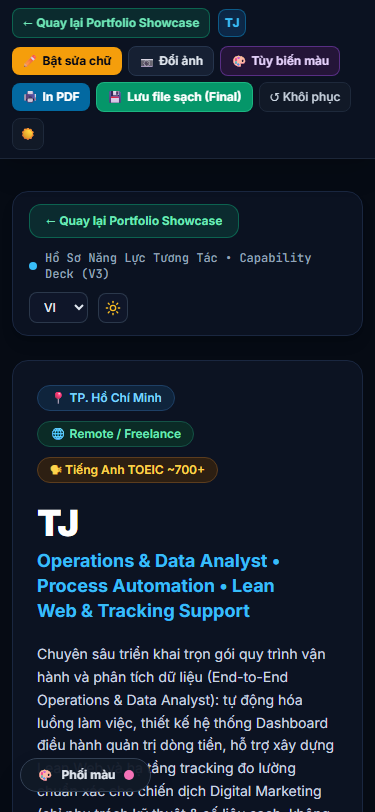 ← Quay lại Portfolio Showcase
TJ
Bật sửa chữ
Đổi ảnh
Tùy biến màu
In PDF
Lưu file sạch (Final)
↺ Khôi phục
← Quay lại Portfolio Showcase
Hồ Sơ Năng Lực Tương Tác • Capability
Deck (V3)
VI
TP. Hồ Chí Minh
Remote / Freelance
Tiếng Anh TOEIC ~700+
TJ
Operations & Data Analyst •
Process Automation • Lean
Web & Tracking Support
Chuyên sâu triển khai trọn gói quy trình vận
hành và phân tích dữ liệu (End-to-End
Operations & Data Analyst): tự động hóa
luồng làm việc, thiết kế hệ thống Dashboard
điều hành quản trị dòng tiền, hỗ trợ xây dựng
tầng tracking đo lường
Phối màu
chuẩn xác cho chiến dịch Digital Marketing